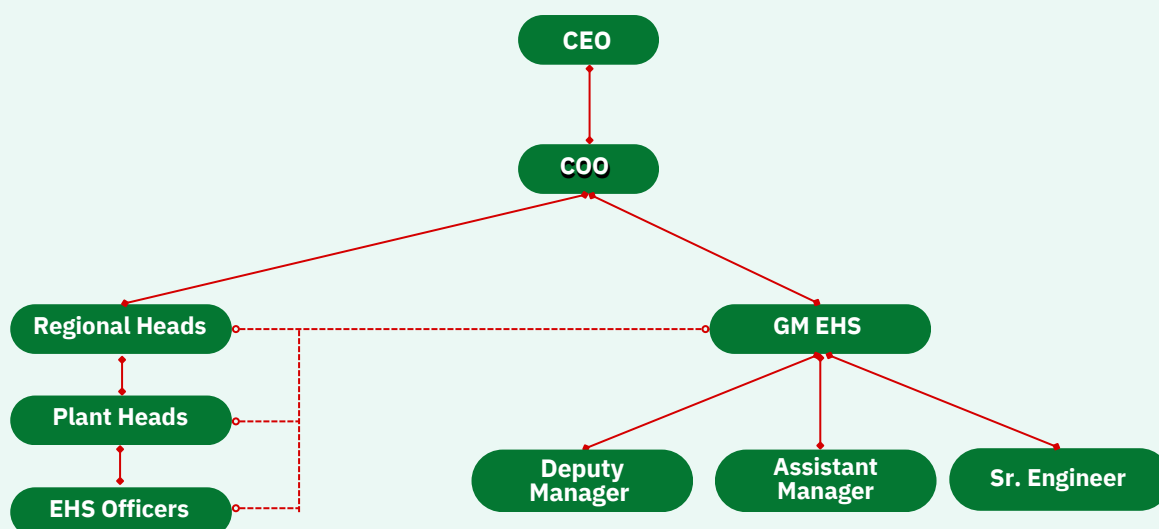 CEO
COO
Regional Heads
GM EHS
Plant Heads
Deputy
Manager
Assistant
Manager
Sr. Engineer
EHS Officers